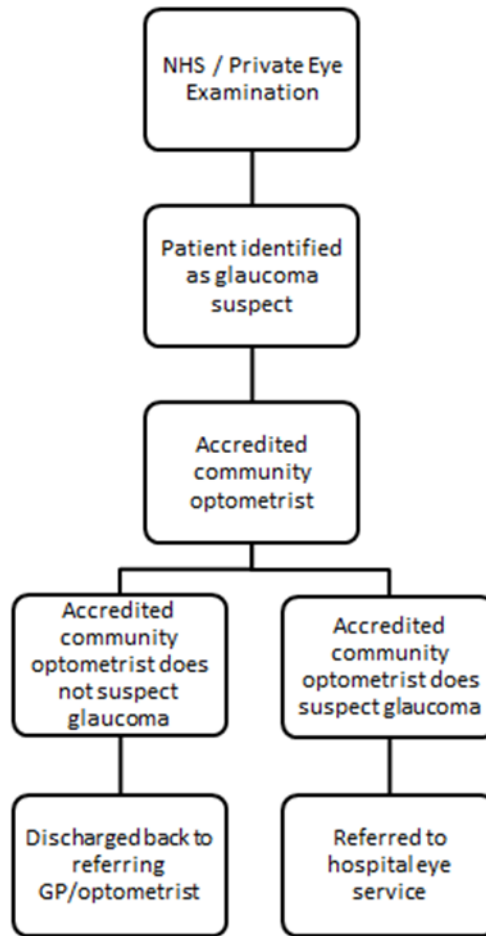 NHS / Private Eye
Examination
Patient identified
as glaucoma
suspect
Accredited
community
optometrist
Accredited
community
optometrist does
not suspect
glaucoma
Accredited
community
optometrist does
suspect glaucoma
Discharged back to
referring
GP/optometrist
Referred to
hospital eye
service